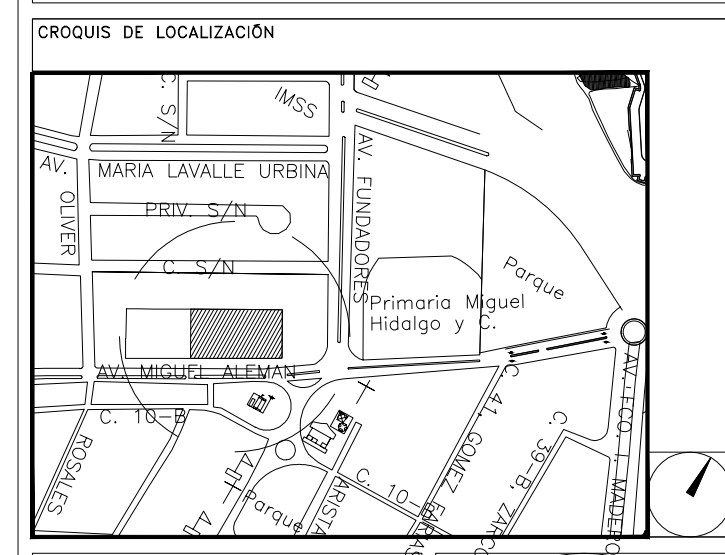 CROQUIS DE LOCALIZACIÓN
C. S/N
IMSS
AV. OLIVER
MARIA LAVALLE URBINA
AV. FUNDADORES
PRIV. S/N
C. S/N
Parque
Primaria Miguel
Hidalgo y C.
AV. MIGUEL ALEMAN
C. 10-B
ROSALES
Parque
ARISTA
C. 10-
C. 41, GOMEZ FARIAS
C. 39-B, ZARCO
AV. FCO. I. MADERO